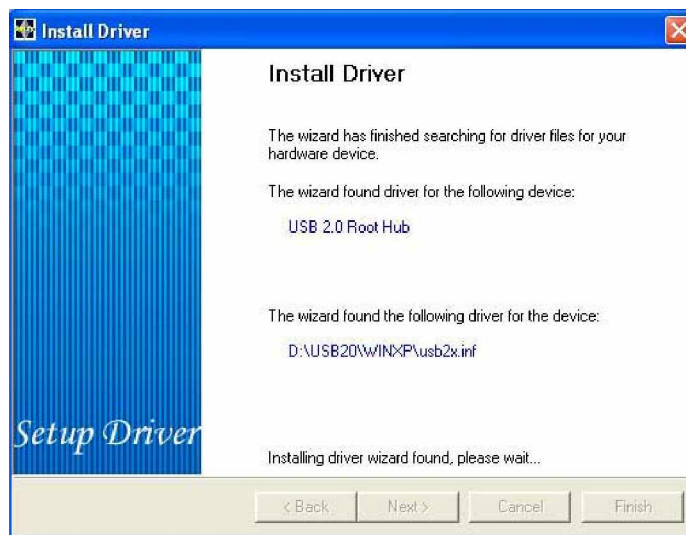 Install Driver
Install Driver
The wizard has finished searching for driver files for your
hardware device.
The wizard found driver for the following device:
USB 2.0 Root Hub
The wizard found the following driver for the device:
D:\USB20\WINXP\usb2x.inf
Setup Driver
Installing driver wizard found, please wait...
< Back
Next >
Cancel
Finish